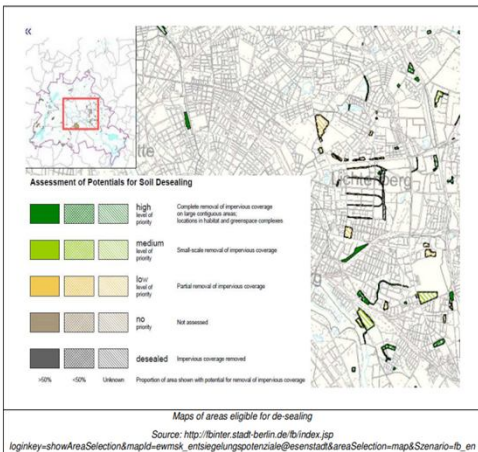 «
Assessment of Potentials for Soil Desealing
high
level of
priority
Complete removal of impervious coverage
on large contiguous areas;
locations in habitat and greenspace complexes
medium
level of
priority
Small-scale removal of impervious coverage
low
level of
priority
Partial removal of impervious coverage
no
priority
Not assessed
desealed
Impervious coverage removed
>50%
<50%
Unknown
Proportion of area shown with potential for removal of impervious coverage
Maps of areas eligible for de-sealing
Source: http://fbinter.stadt-berlin.de/fb/index.jsp
loginkey=showAreaSelection&mapId=ewmsk_entsiegelungspotenziale@esenstadt&areaSelection=map&Szenario=fb_en